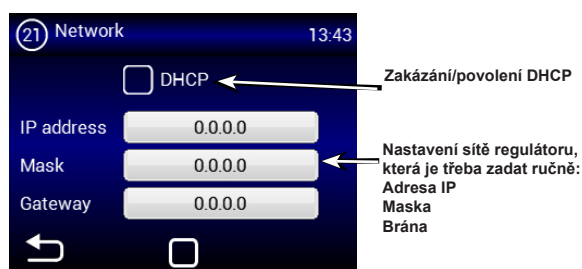 21 Network 13:43
DHCP
Zakázání/povolení DHCP
IP address 0.0.0.0
Mask 0.0.0.0
Gateway 0.0.0.0
Nastavení sítě regulátoru,
která je třeba zadat ručně:
Adresa IP
Maska
Brána